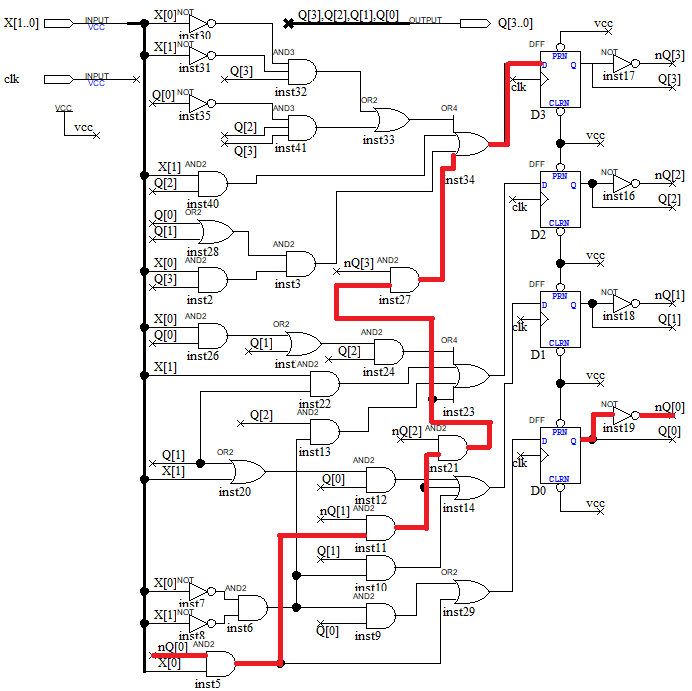 X[1..0] INPUT VCC X[0] NOT inst30 Q[3],Q[2],Q[1],Q[0] OUTPUT Q[3..0] vcc
X[1] NOT inst31 AND3 DFF PRN NOT nQ[3]
clk INPUT VCC Q[3] inst32 D Q inst17
clk Q[3]
Q[0] NOT inst35 AND3 OR2 OR4 CLRN
VCC vcc Q[2] inst33 D3
Q[3] inst41 vcc
X[1] AND2 DFF PRN NOT nQ[2]
Q[2] inst40 inst34 D Q inst16
clk Q[2]
Q[0] OR2 CLRN
Q[1] inst28 AND2 D2
X[0] AND2 inst3 nQ[3] AND2 vcc
Q[3] inst2 inst27 DFF PRN NOT nQ[1]
D Q inst18
X[0] AND2 OR2 AND2 OR4 clk Q[1]
Q[0] inst26 Q[1] inst Q[2] inst24 CLRN
X[1] AND2 D1
inst22 vcc
Q[2] AND2 inst23 NOT nQ[0]
inst13 nQ[2] AND2 DFF PRN inst19
Q[1] OR2 inst21 D Q Q[0]
X[1] inst20 AND2 OR4 clk
Q[0] inst12 CLRN
nQ[1] AND2 inst14 D0
inst11 vcc
Q[1] AND2
X[0] NOT inst7 AND2 inst10 OR2
X[1] NOT inst8 inst6 AND2 inst29
nQ[0] AND2 Q[0] inst9
X[0] inst5